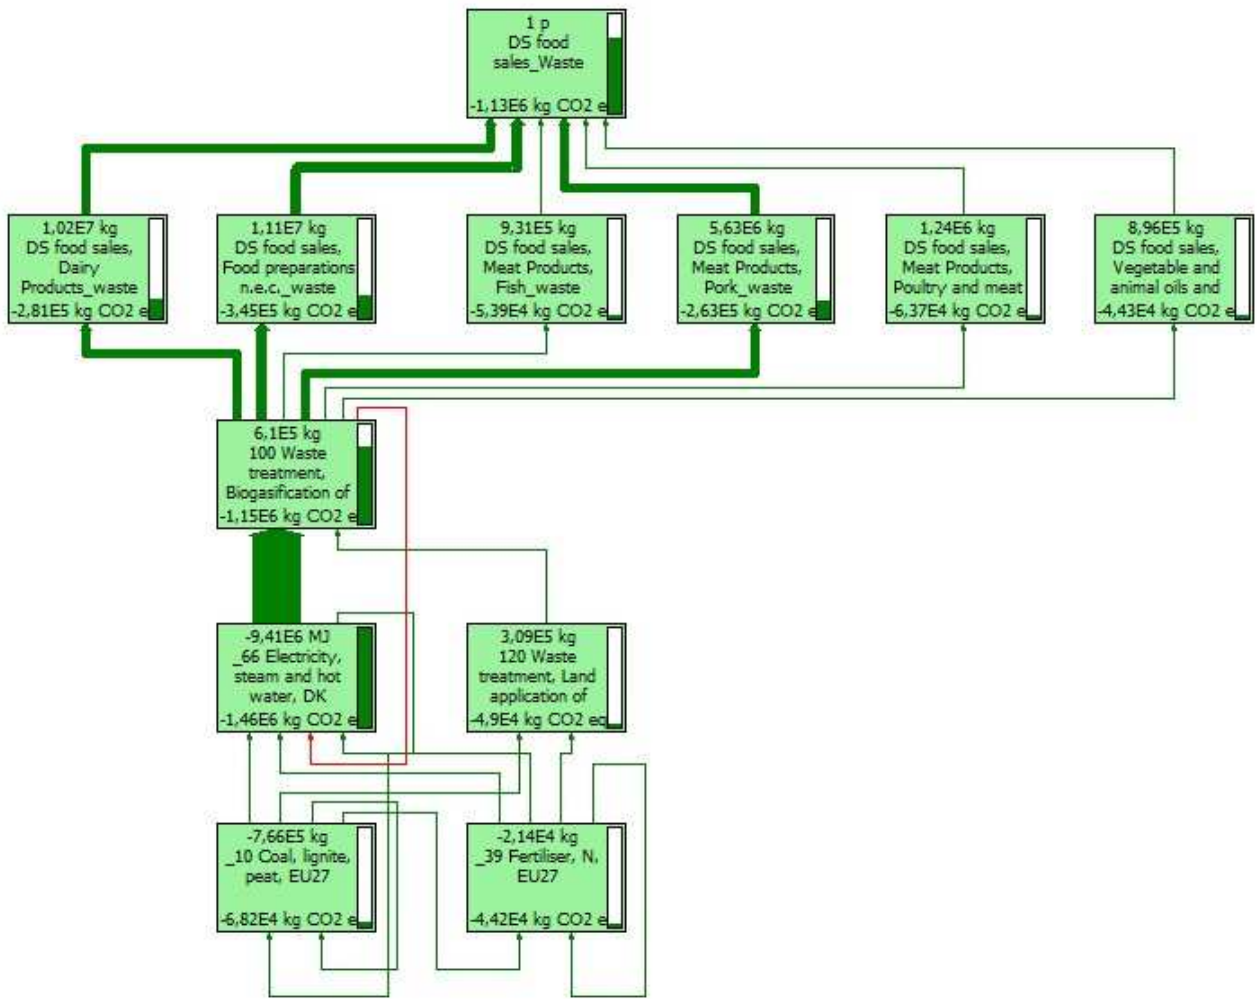 1 p
DS food
sales_Waste
-1,13E6 kg CO2 e
1,02E7 kg
DS food sales,
Dairy
Products_waste
-2,81E5 kg CO2 e
1,11E7 kg
DS food sales,
Food preparations
n.e.c._waste
-3,45E5 kg CO2 e
9,31E5 kg
DS food sales,
Meat Products,
Fish_waste
-5,39E4 kg CO2 e
5,63E6 kg
DS food sales,
Meat Products,
Pork_waste
-2,63E5 kg CO2 e
1,24E6 kg
DS food sales,
Meat Products,
Poultry and meat
-6,37E4 kg CO2 e
8,96E5 kg
DS food sales,
Vegetable and
animal oils and
-4,43E4 kg CO2 e
6,1E5 kg
100 Waste
treatment,
Biogasification of
-1,15E6 kg CO2 e
-9,41E6 MJ
_66 Electricity,
steam and hot
water, DK
-1,46E6 kg CO2 e
3,09E5 kg
120 Waste
treatment, Land
application of
-4,9E4 kg CO2 eq
-7,66E5 kg
_10 Coal, lignite,
peat, EU27
-6,82E4 kg CO2 e
-2,14E4 kg
_39 Fertiliser, N,
EU27
-4,42E4 kg CO2 e